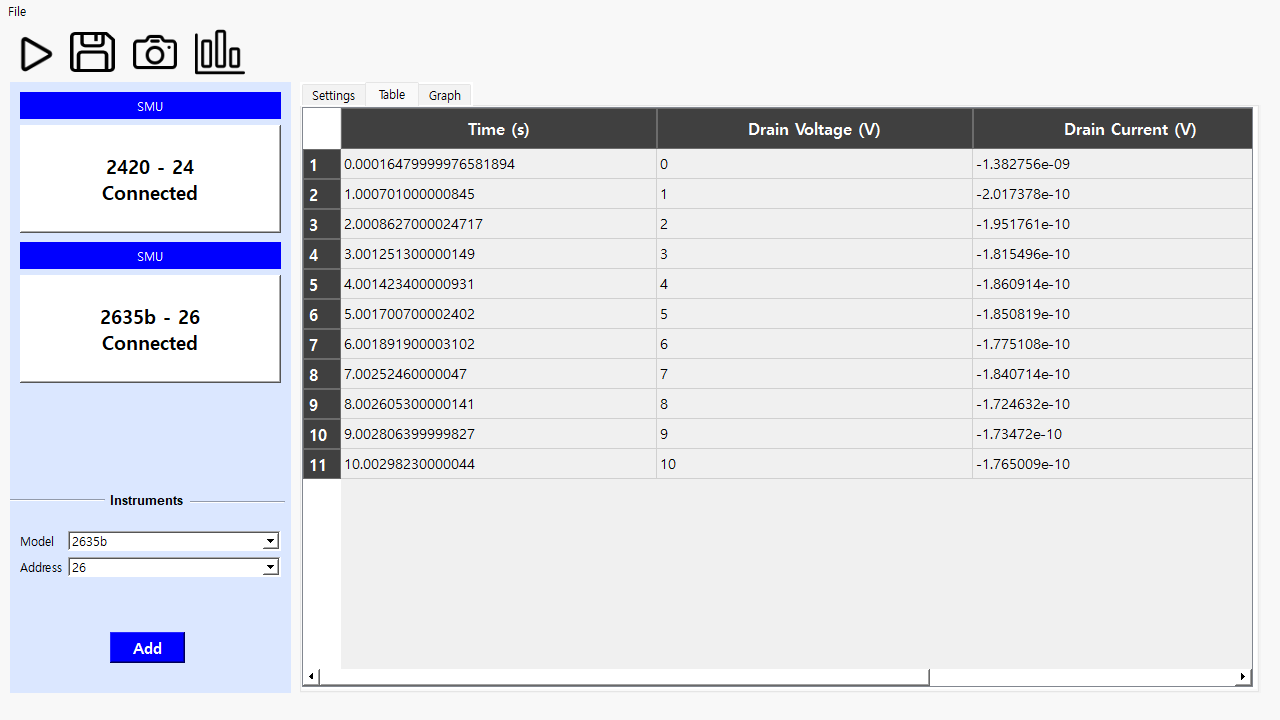 File
SMU
2420 - 24
Connected
SMU
2635b - 26
Connected
Instruments
Model 2635b
Address 26
Add
Settings Table Graph
Time (s) Drain Voltage (V) Drain Current (V)
1 0.00016479999976581894 0 -1.382756e-09
2 1.000701000000845 1 -2.017378e-10
3 2.0008627000024717 2 -1.951761e-10
4 3.001251300000149 3 -1.815496e-10
5 4.001423400000931 4 -1.860914e-10
6 5.001700700002402 5 -1.850819e-10
7 6.001891900003102 6 -1.775108e-10
8 7.00252460000047 7 -1.840714e-10
9 8.002605300000141 8 -1.724632e-10
10 9.002806399999827 9 -1.73472e-10
11 10.00298230000044 10 -1.765009e-10